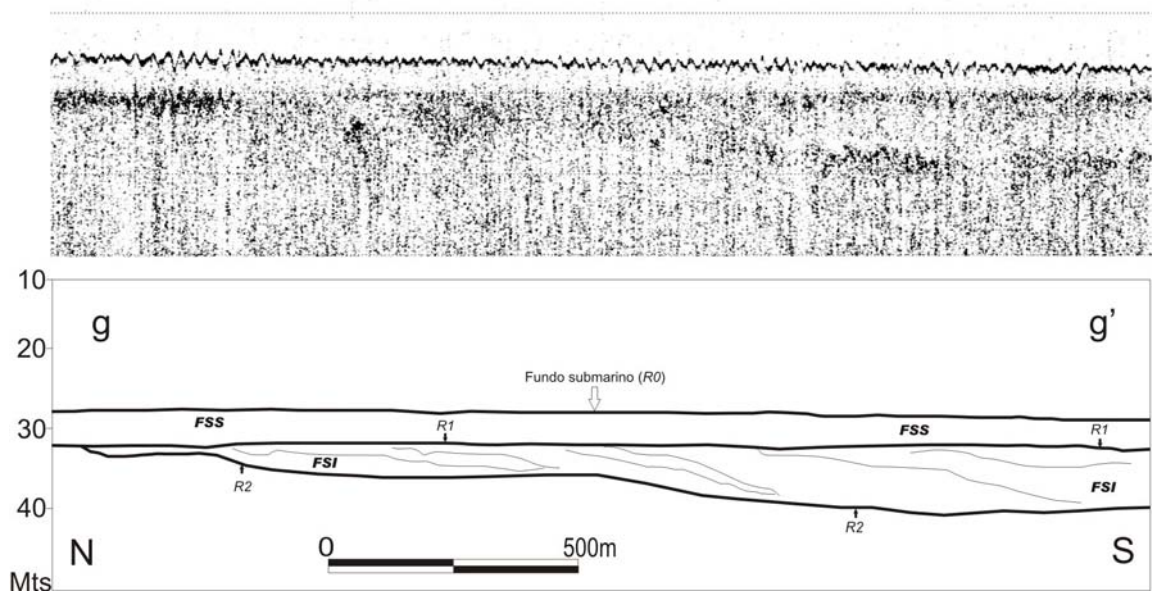 10
g g’
20
Fundo submarino (R0)
30
FSS R1 FSS R1
FSI FSI
R2
40
R2
N 0 500m S
Mts